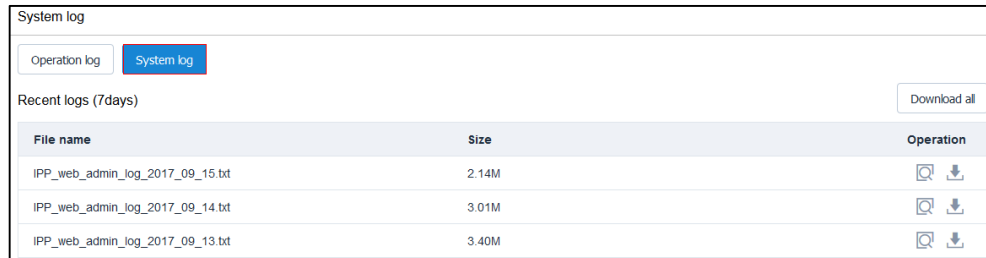 System log
Operation log System log
Recent logs (7days) Download all
File name Size Operation
IPP_web_admin_log_2017_09_15.txt 2.14M
IPP_web_admin_log_2017_09_14.txt 3.01M
IPP_web_admin_log_2017_09_13.txt 3.40M